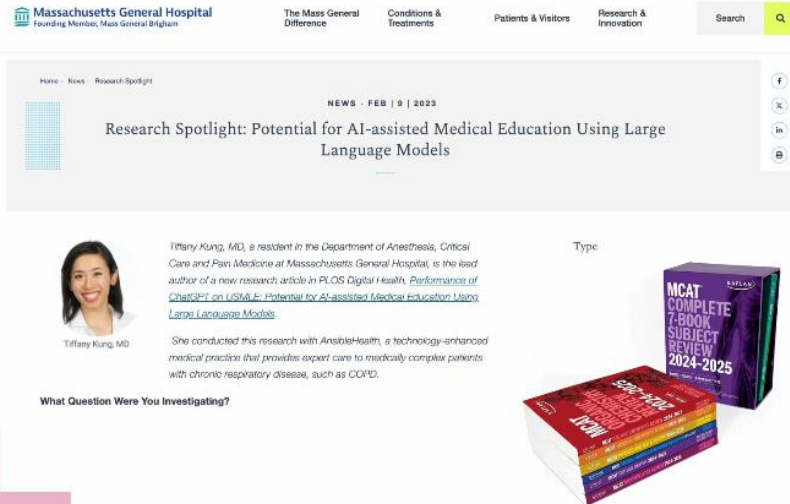 Massachusetts General Hospital
Founding Member, Mass General Brigham
The Mass General
Difference
Conditions &
Treatments
Patients & Visitors
Research &
Innovation
Search
Home - News - Research Spotlight
NEWS - FEB | 9 | 2023
Research Spotlight: Potential for AI-assisted Medical Education Using Large
Language Models
Tiffany Kung, MD, a resident in the Department of Anesthesia, Critical
Care and Pain Medicine at Massachusetts General Hospital, is the lead
author of a new research article in PLOS Digital Health, Performance of
ChatGPT on USMLE: Potential for AI-assisted Medical Education Using
Large Language Models.
She conducted this research with AnsibleHealth, a technology-enhanced
medical practice that provides expert care to medically complex patients
with chronic respiratory disease, such as COPD.
Tiffany Kung, MD
What Question Were You Investigating?
Type
KAPLAN
MCAT
COMPLETE
7-BOOK
SUBJECT
REVIEW
2024-2025
KAPLAN
MCAT
ORGANIC
CHEMISTRY
REVIEW
2024-2025